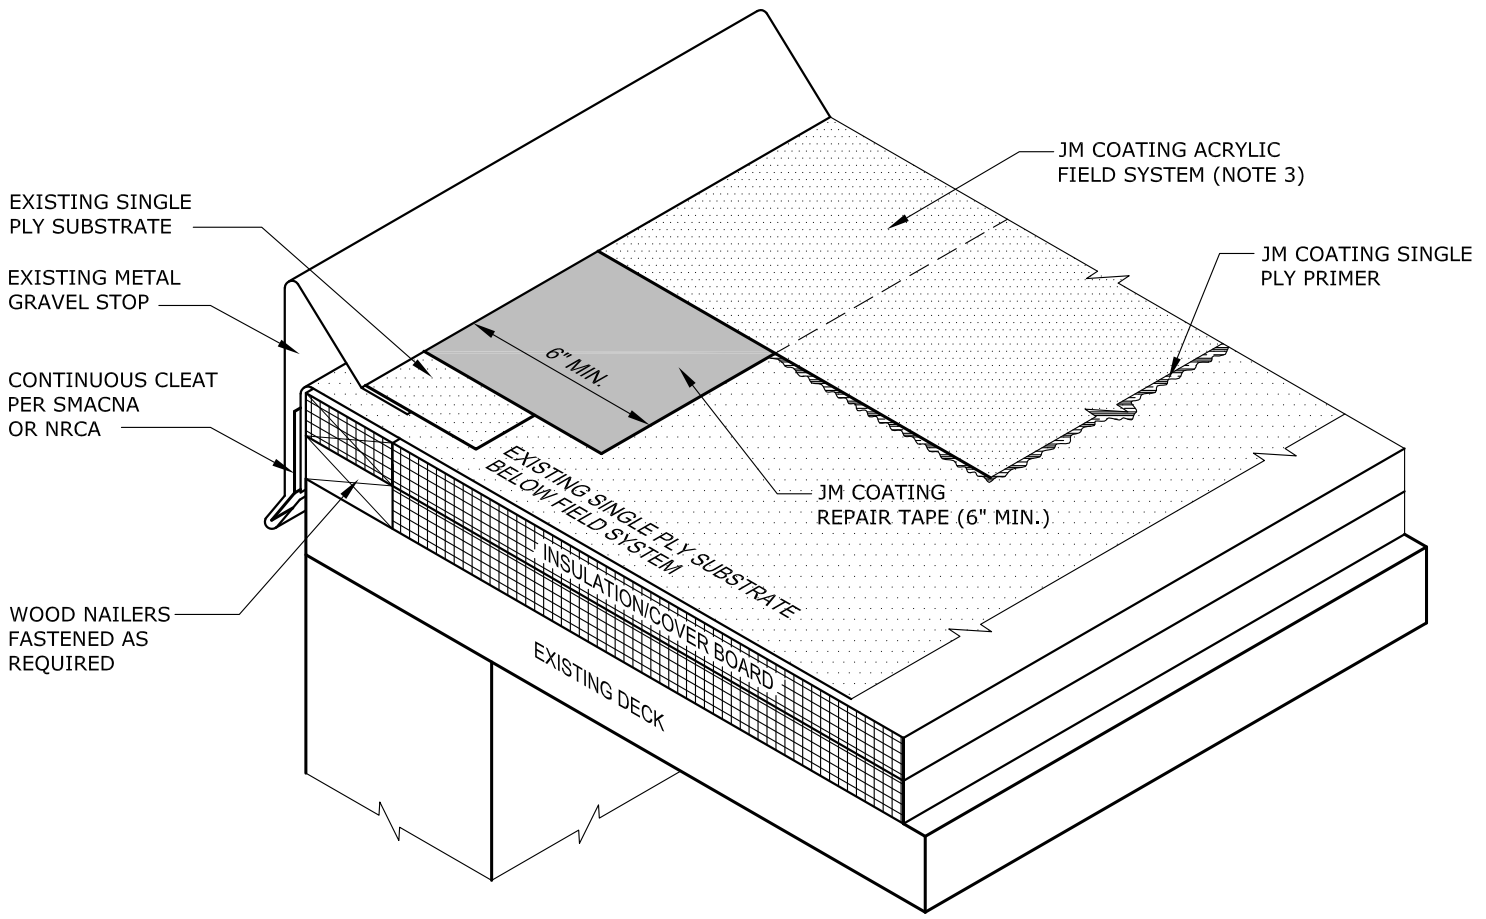 JM COATING ACRYLIC
FIELD SYSTEM (NOTE 3)
EXISTING SINGLE
PLY SUBSTRATE
JM COATING SINGLE
PLY PRIMER
EXISTING METAL
GRAVEL STOP
6" MIN.
CONTINUOUS CLEAT
PER SMACNA
OR NRCA
JM COATING
REPAIR TAPE (6" MIN.)
EXISTING SINGLE PLY SUBSTRATE
BELOW FIELD SYSTEM
INSULATION/COVER BOARD
EXISTING DECK
WOOD NAILERS
FASTENED AS
REQUIRED